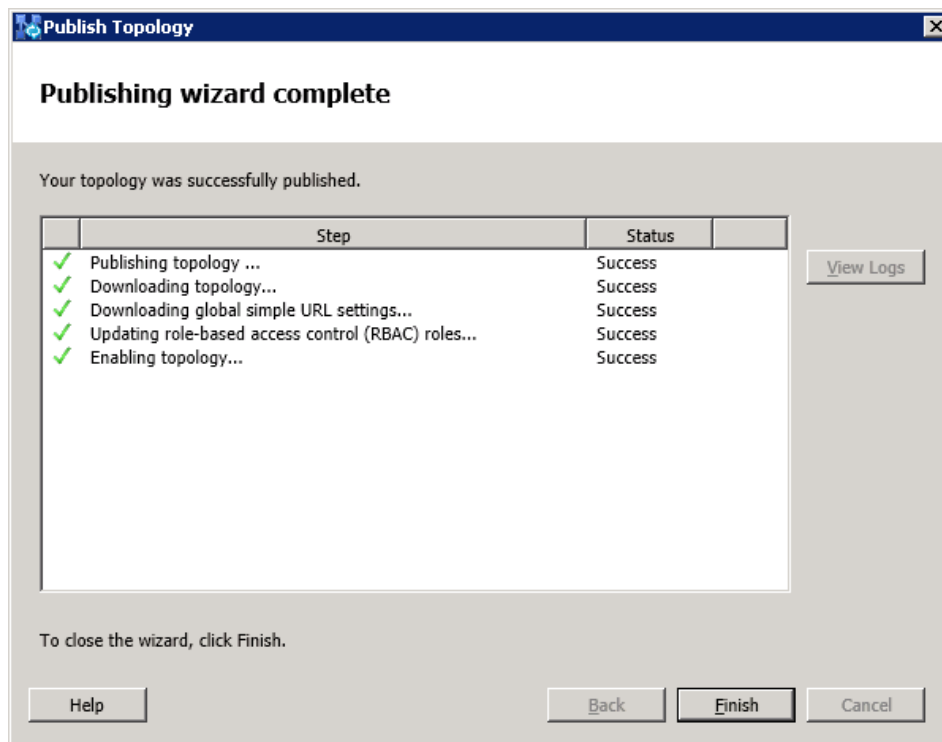 Publish Topology
Publishing wizard complete
Your topology was successfully published.
Step Status
Publishing topology ... Success
View Logs
Downloading topology... Success
Downloading global simple URL settings... Success
Updating role-based access control (RBAC) roles... Success
Enabling topology... Success
To close the wizard, click Finish.
Help Back Finish Cancel